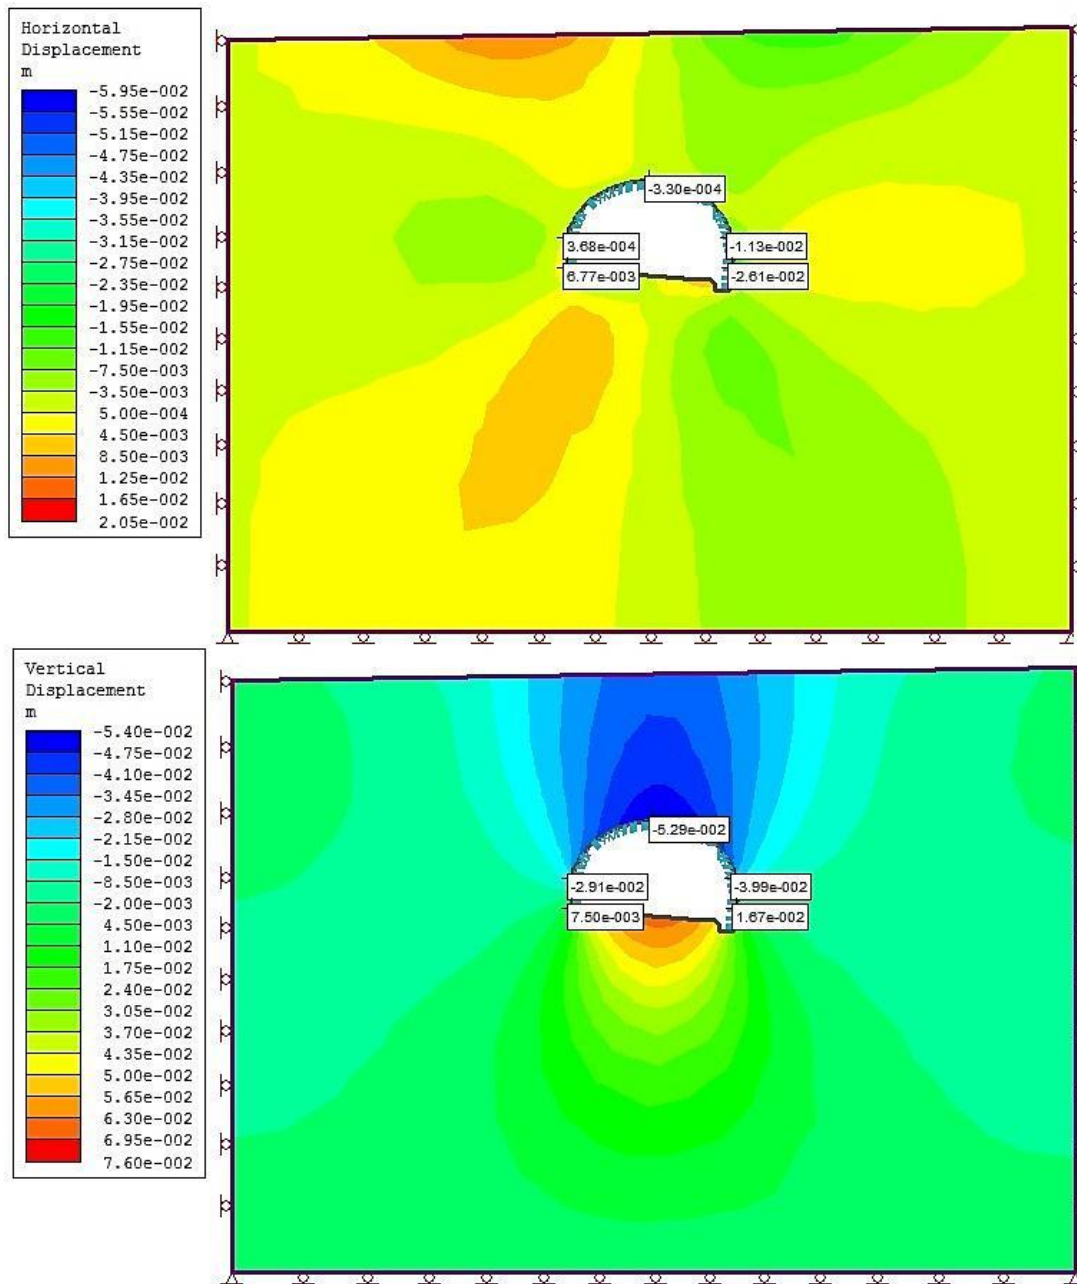 Horizontal
Displacement
m
-5.95e-002
-5.55e-002
-5.15e-002
-4.75e-002
-4.35e-002
-3.95e-002
-3.55e-002
-3.15e-002
-2.75e-002
-2.35e-002
-1.95e-002
-1.55e-002
-1.15e-002
-7.50e-003
-3.50e-003
5.00e-004
4.50e-003
8.50e-003
1.25e-002
1.65e-002
2.05e-002
-3.30e-004
3.68e-004 -1.13e-002
6.77e-003 -2.61e-002
Vertical
Displacement
m
-5.40e-002
-4.75e-002
-4.10e-002
-3.45e-002
-2.80e-002
-2.15e-002
-1.50e-002
-8.50e-003
-2.00e-003
4.50e-003
1.10e-002
1.75e-002
2.40e-002
3.05e-002
3.70e-002
4.35e-002
5.00e-002
5.65e-002
6.30e-002
6.95e-002
7.60e-002
-5.29e-002
-2.91e-002 -3.99e-002
7.50e-003 1.67e-002